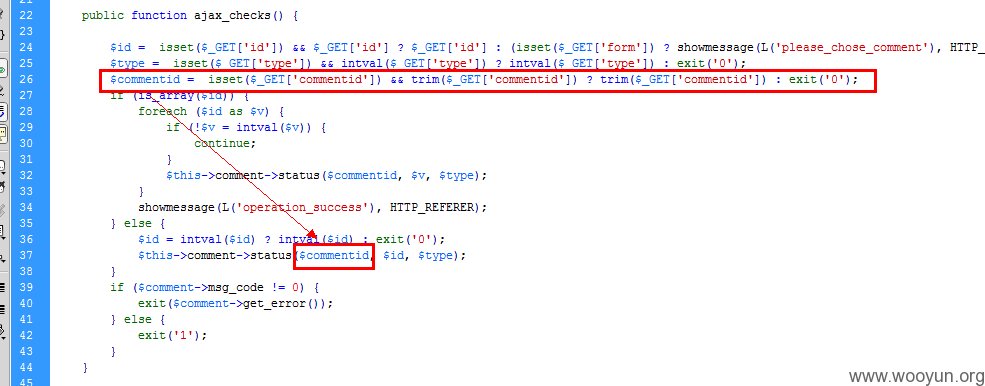 21
22 public function ajax_checks() {
23
24 $id = isset($_GET['id']) && $_GET['id'] ? $_GET['id'] : (isset($_GET['form']) ? showmessage(L('please_chose_comment'), HTTP_
25 $type = isset($_GET['type']) && intval($_GET['type']) ? intval($_GET['type']) : exit('0');
26 $commentid = isset($_GET['commentid']) && trim($_GET['commentid']) ? trim($_GET['commentid']) : exit('0');
27 if (is_array($id)) {
28 foreach ($id as $v) {
29 if (!$v = intval($v)) {
30 continue;
31 }
32 $this->comment->status($commentid, $v, $type);
33 }
34 showmessage(L('operation_success'), HTTP_REFERER);
35 } else {
36 $id = intval($id) ? intval($id) : exit('0');
37 $this->comment->status($commentid, $id, $type);
38 }
39 if ($comment->msg_code != 0) {
40 exit($comment->get_error());
41 } else {
42 exit('1');
43 }
44 }
45
www.wooyun.org